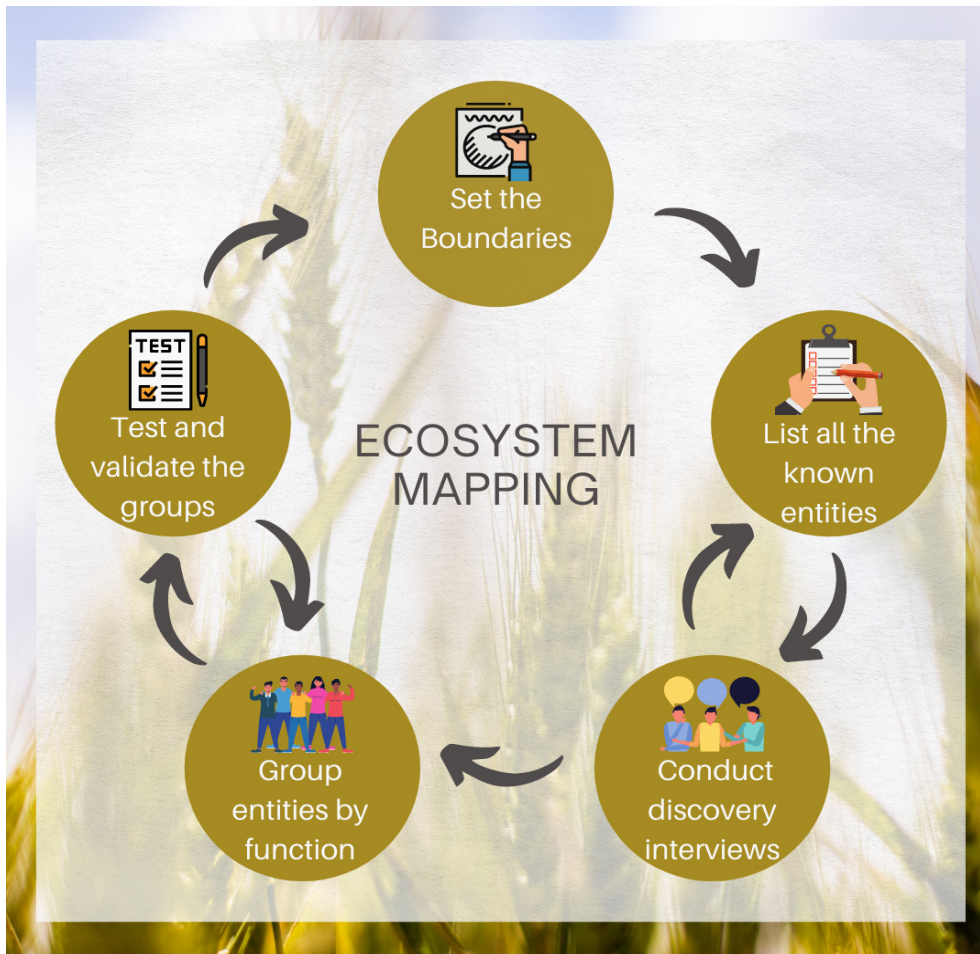 Set the
Boundaries
List all the
known
entities
Conduct
discovery
interviews
Group
entities by
function
TEST
Test and
validate the
groups
ECOSYSTEM
MAPPING